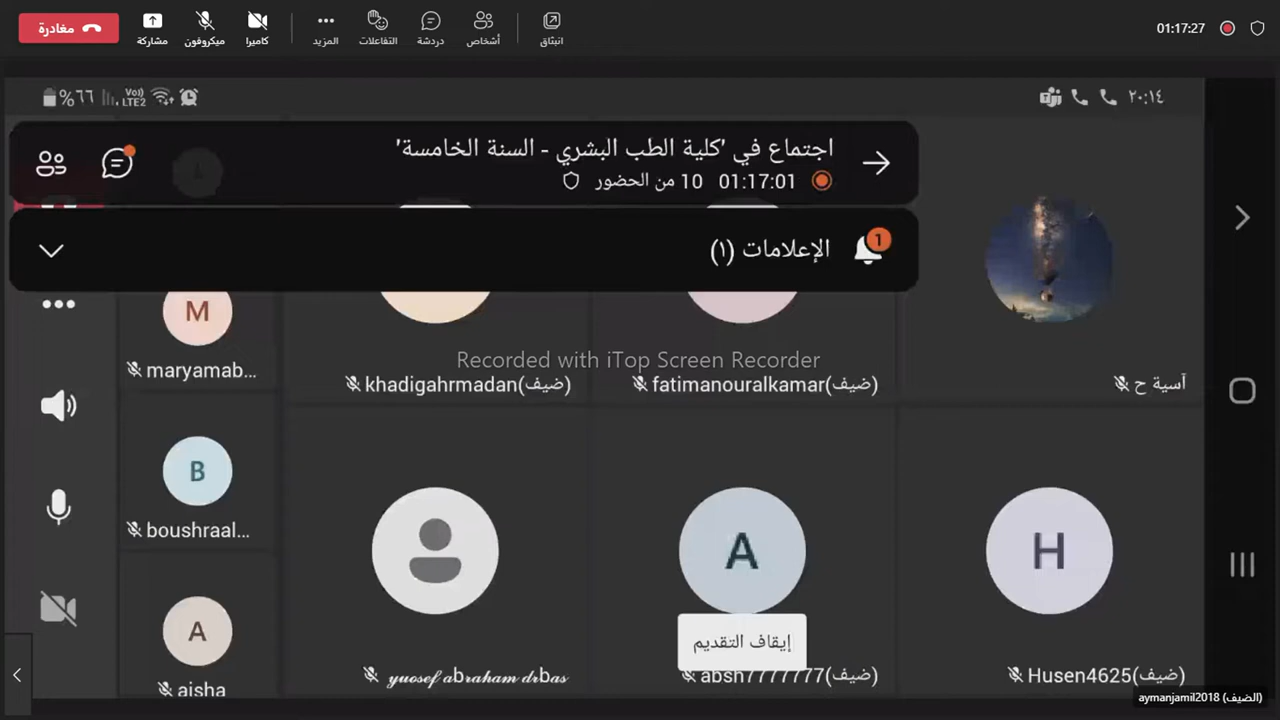 مغادرة
مشاركة
ميكروفون
كاميرا
المزيد
التفاعلات
دردشة
أشخاص
انبثاق
01:17:27
%٦٦
Vo))
LTE2
٢٠:١٤
اجتماع في 'كلية الطب البشري - السنة الخامسة'
01:17:01 10 من الحضور
الإعلامات (١)
1
M
maryamab...
khadigahrmadan(ضيف)
fatimanouralkamar(ضيف)
آسية ح
Recorded with iTop Screen Recorder
B
boushraal...
A
aisha
yuosef abraham drbas
A
إيقاف التقديم
absh7777777(ضيف)
H
Husen4625(ضيف)
aymanjamil2018 (الضيف)